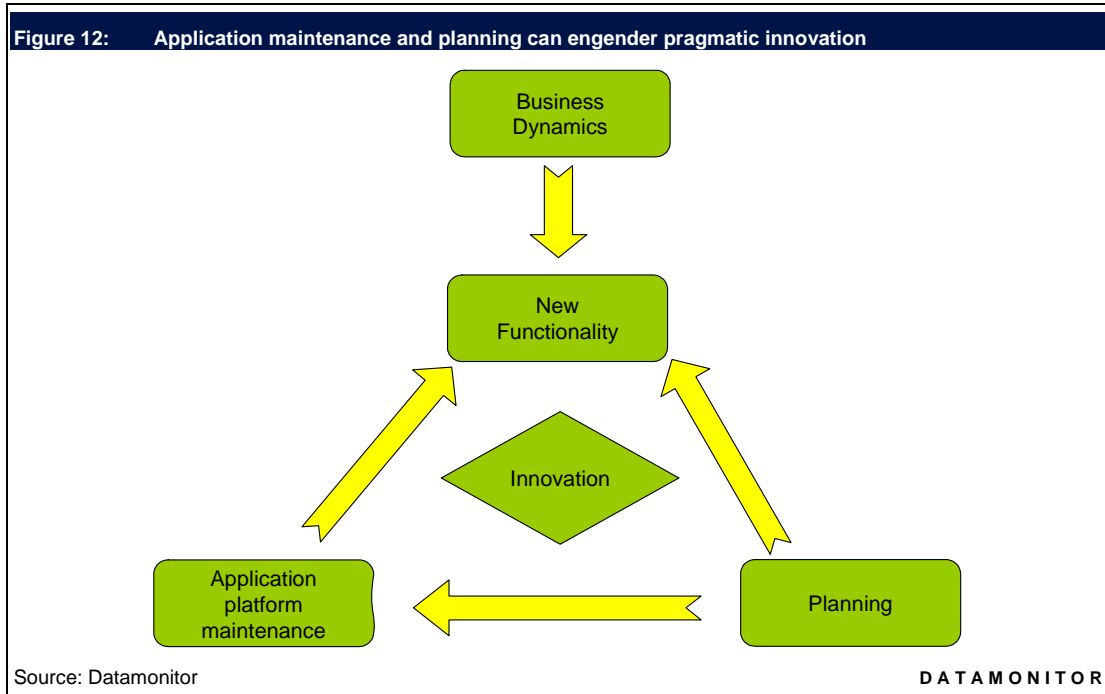 Figure 12: Application maintenance and planning can engender pragmatic innovation
Business
Dynamics
New
Functionality
Innovation
Application
platform
maintenance
Planning
Source: Datamonitor
DATAMONITOR